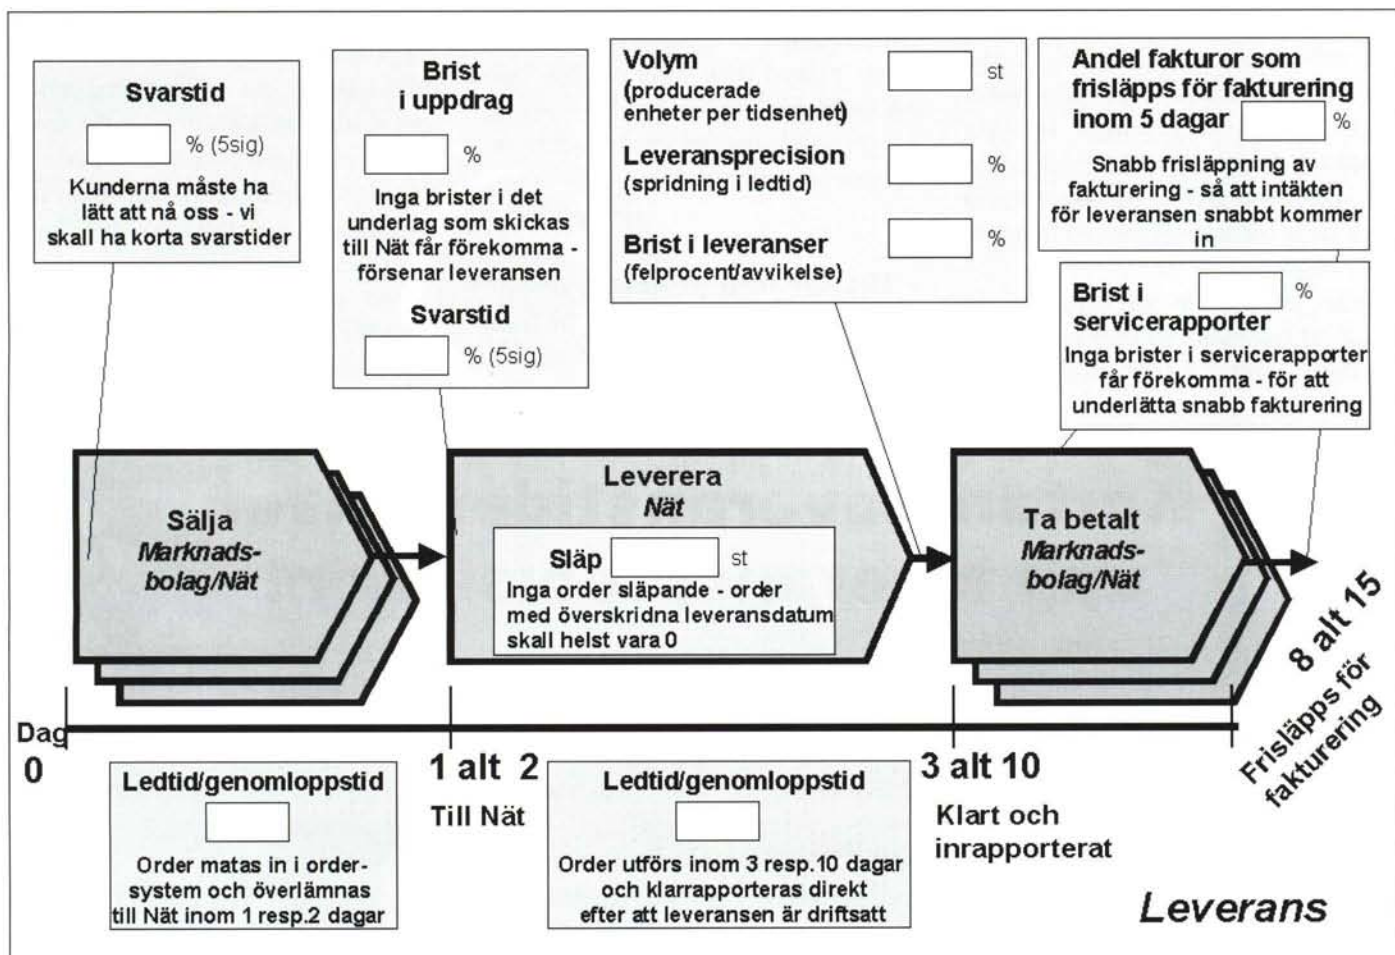 Svarstid
% (5sig)
Kunderna måste ha
lätt att nå oss - vi
skall ha korta svarstider
Brist
i uppdrag
%
Inga brister i det
underlag som skickas
till Nät får förekomma -
försenar leveransen
Svarstid
% (5sig)
Volym
st
(producerade
enheter per tidsenhet)
Leveransprecision
%
(spridning i ledtid)
Brist i leveranser
%
(felprocent/avvikelse)
Andel fakturor som
frisläpps för fakturering
inom 5 dagar %
Snabb frisläppning av
fakturering - så att intäkten
för leveransen snabbt kommer
in
Brist i %
servicerapporter
Inga brister i servicerapporter
får förekomma - för att
underlätta snabb fakturering
Sälja
Marknads-
bolag/Nät
Leverera
Nät
Släp st
Inga order släpande - order
med överskridna leveransdatum
skall helst vara 0
Ta betalt
Marknads-
bolag/Nät
Dag
0
1 alt 2
Till Nät
3 alt 10
Klart och
inrapporterat
8 alt 15
Frisläpps för
fakturering
Ledtid/genomloppstid
Order matas in i order-
system och överlämnas
till Nät inom 1 resp.2 dagar
Ledtid/genomloppstid
Order utförs inom 3 resp.10 dagar
och klarrapporteras direkt
efter att leveransen är driftsatt
Leverans